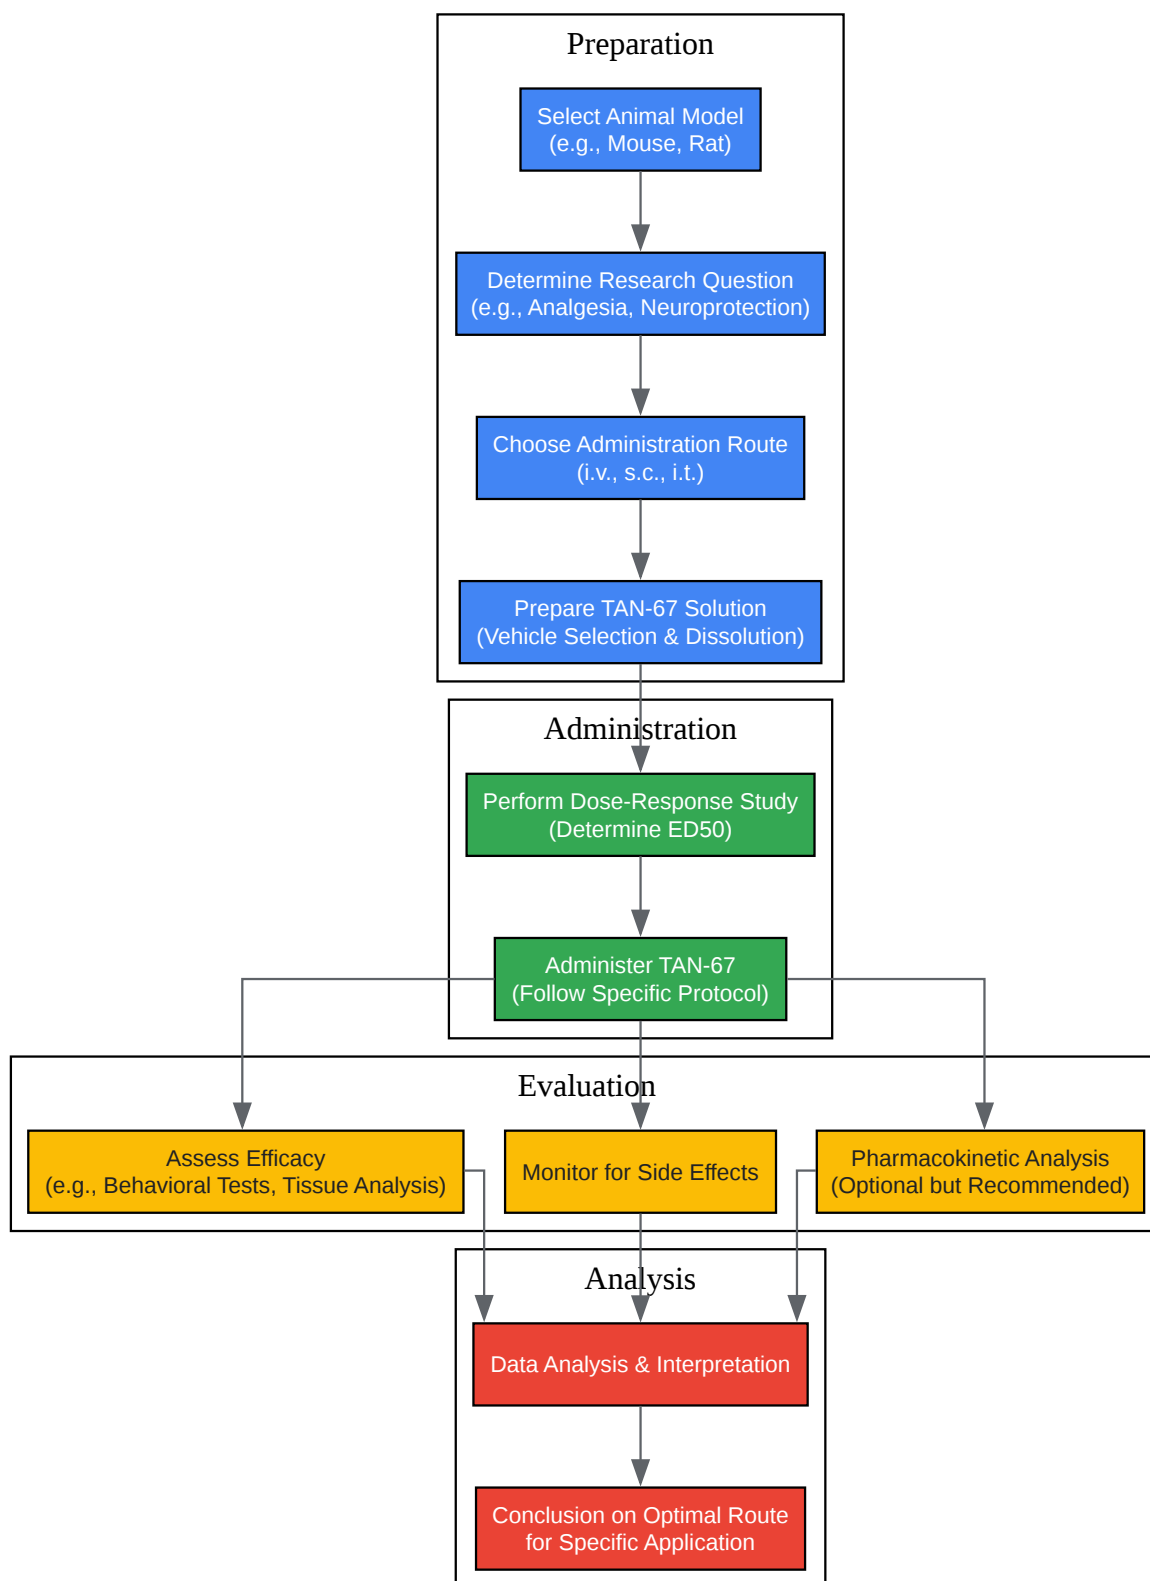 Preparation
Select Animal Model
(e.g., Mouse, Rat)
Determine Research Question
(e.g., Analgesia, Neuroprotection)
Choose Administration Route
(i.v., s.c., i.t.)
Prepare TAN-67 Solution
(Vehicle Selection & Dissolution)
Administration
Perform Dose-Response Study
(Determine ED50)
Administer TAN-67
(Follow Specific Protocol)
Evaluation
Assess Efficacy
(e.g., Behavioral Tests, Tissue Analysis)
Monitor for Side Effects
Pharmacokinetic Analysis
(Optional but Recommended)
Analysis
Data Analysis & Interpretation
Conclusion on Optimal Route
for Specific Application